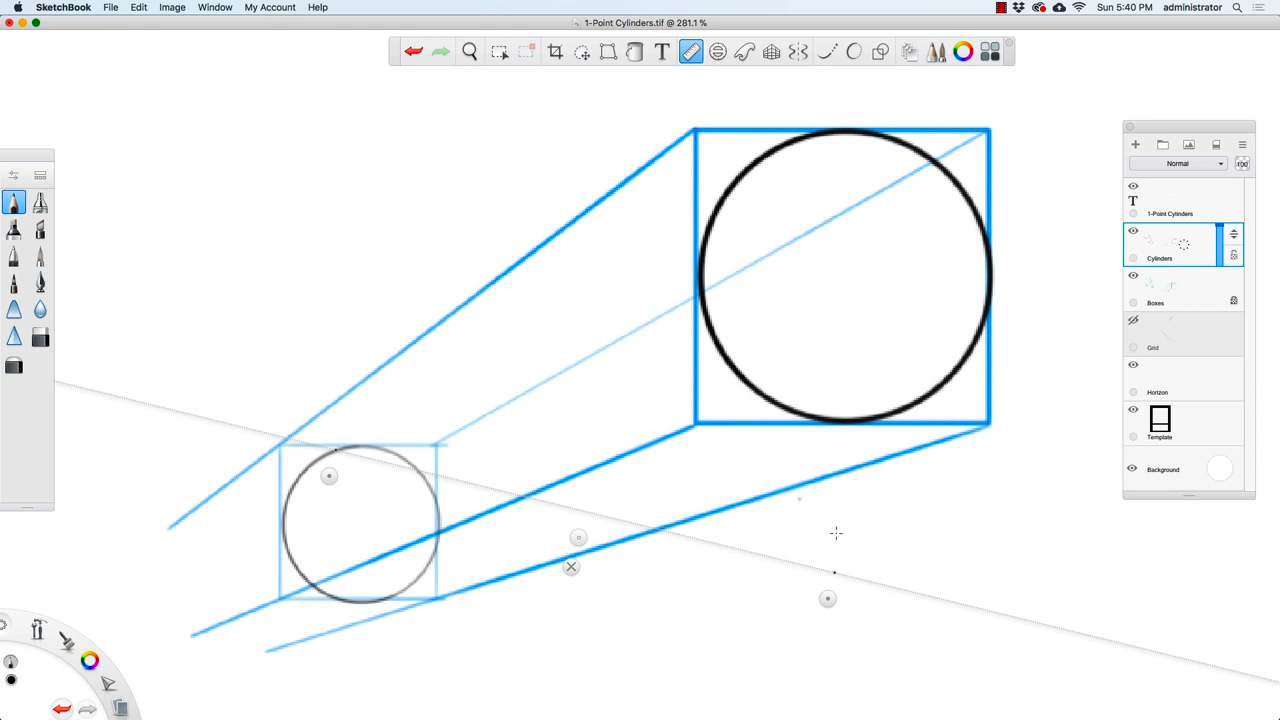 SketchBook File Edit Image Window My Account Help Sun 5:40 PM administrator
1-Point Cylinders.tif @ 281.1 %
T
Normal
100
T
1-Point Cylinders
Cylinders
Boxes
Grid
Horizon
Template
Background